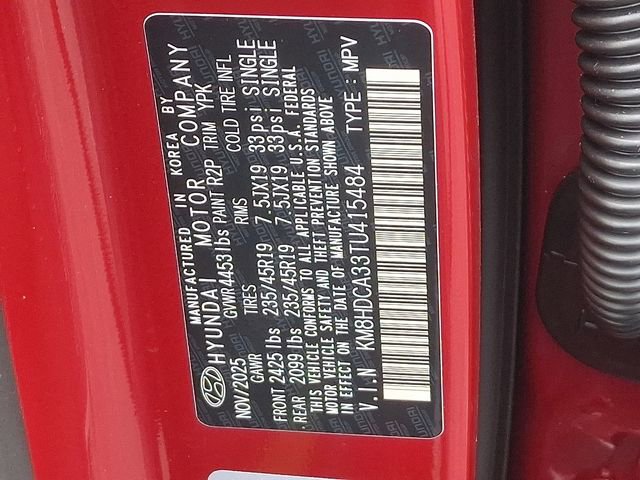 MANUFACTURED IN KOREA BY
HYUNDAI MOTOR COMPANY
NOV/2025 GVWR 4453 lbs PAINT R2P TRIM YPK
GAWR TIRES RIMS COLD TIRE INFL
FRONT 2425 lbs 235/45R19 7.5JX19 33psi SINGLE
REAR 2099 lbs 235/45R19 7.5JX19 33psi SINGLE
THIS VEHICLE CONFORMS TO ALL APPLICABLE U.S.A. FEDERAL
MOTOR VEHICLE SAFETY AND THEFT PREVENTION STANDARDS
IN EFFECT ON THE DATE OF MANUFACTURE SHOWN ABOVE
V.I.N KM8HDCA33TU415484 TYPE : MPV